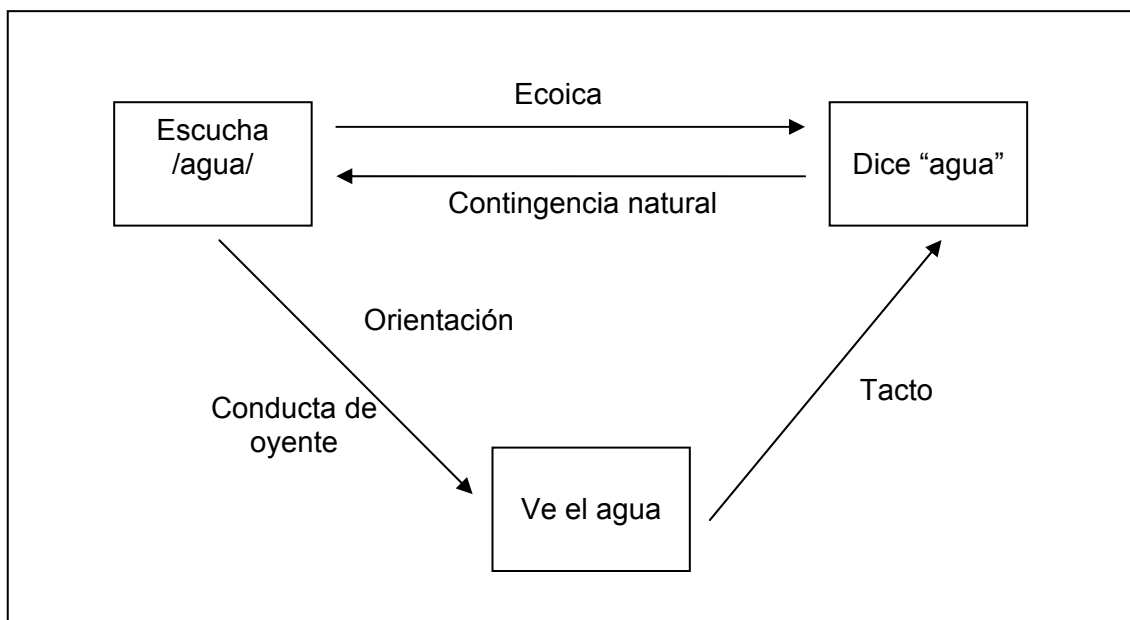 Ecoica
Escucha
/agua/
Dice “agua”
Contingencia natural
Orientación
Conducta de
oyente
Tacto
Ve el agua